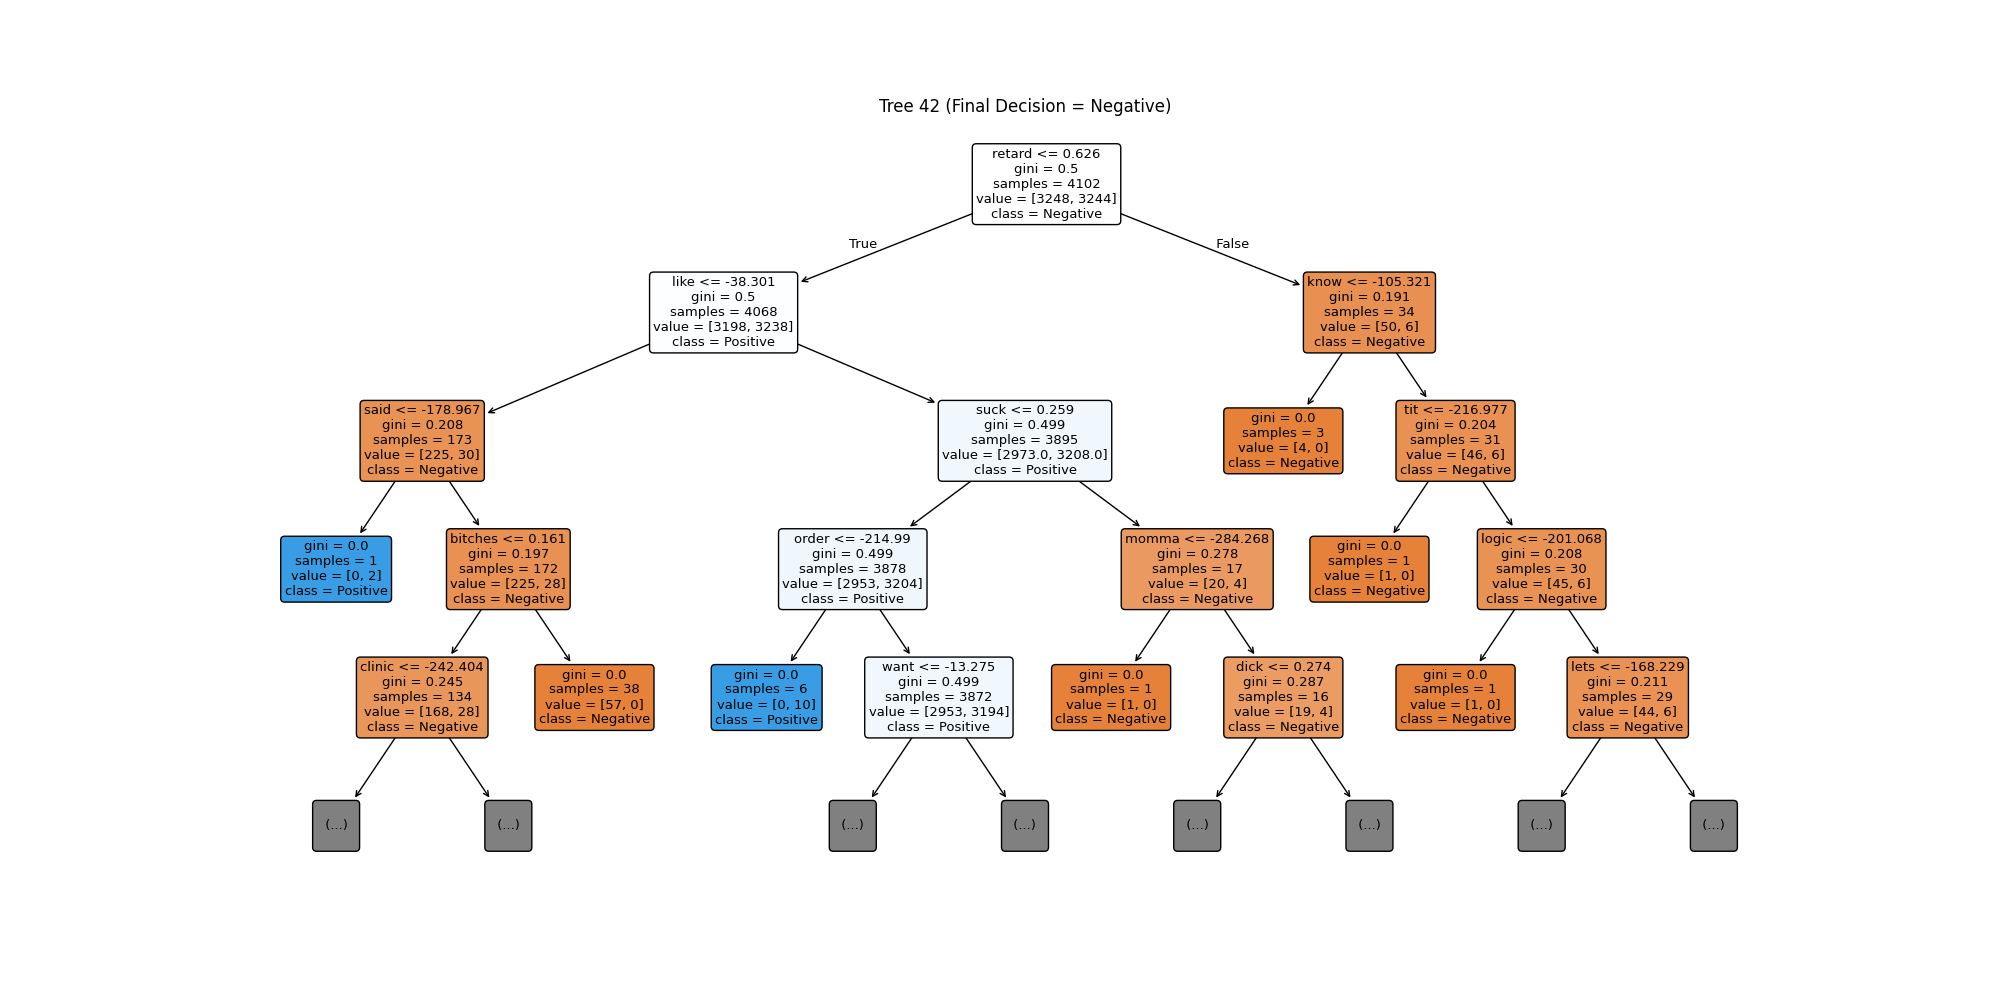 Tree 42 (Final Decision = Negative)
retard <= 0.626
gini = 0.5
samples = 4102
value = [3248, 3244]
class = Negative
True
False
like <= -38.301
gini = 0.5
samples = 4068
value = [3198, 3238]
class = Positive
know <= -105.321
gini = 0.191
samples = 34
value = [50, 6]
class = Negative
said <= -178.967
gini = 0.208
samples = 173
value = [225, 30]
class = Negative
suck <= 0.259
gini = 0.499
samples = 3895
value = [2973.0, 3208.0]
class = Positive
gini = 0.0
samples = 3
value = [4, 0]
class = Negative
tit <= -216.977
gini = 0.204
samples = 31
value = [46, 6]
class = Negative
gini = 0.0
samples = 1
value = [0, 2]
class = Positive
bitches <= 0.161
gini = 0.197
samples = 172
value = [225, 28]
class = Negative
order <= -214.99
gini = 0.499
samples = 3878
value = [2953, 3204]
class = Positive
momma <= -284.268
gini = 0.278
samples = 17
value = [20, 4]
class = Negative
gini = 0.0
samples = 1
value = [1, 0]
class = Negative
logic <= -201.068
gini = 0.208
samples = 30
value = [45, 6]
class = Negative
clinic <= -242.404
gini = 0.245
samples = 134
value = [168, 28]
class = Negative
gini = 0.0
samples = 38
value = [57, 0]
class = Negative
gini = 0.0
samples = 6
value = [0, 10]
class = Positive
want <= -13.275
gini = 0.499
samples = 3872
value = [2953, 3194]
class = Positive
gini = 0.0
samples = 1
value = [1, 0]
class = Negative
dick <= 0.274
gini = 0.287
samples = 16
value = [19, 4]
class = Negative
gini = 0.0
samples = 1
value = [1, 0]
class = Negative
lets <= -168.229
gini = 0.211
samples = 29
value = [44, 6]
class = Negative
(...)
(...)
(...)
(...)
(...)
(...)
(...)
(...)